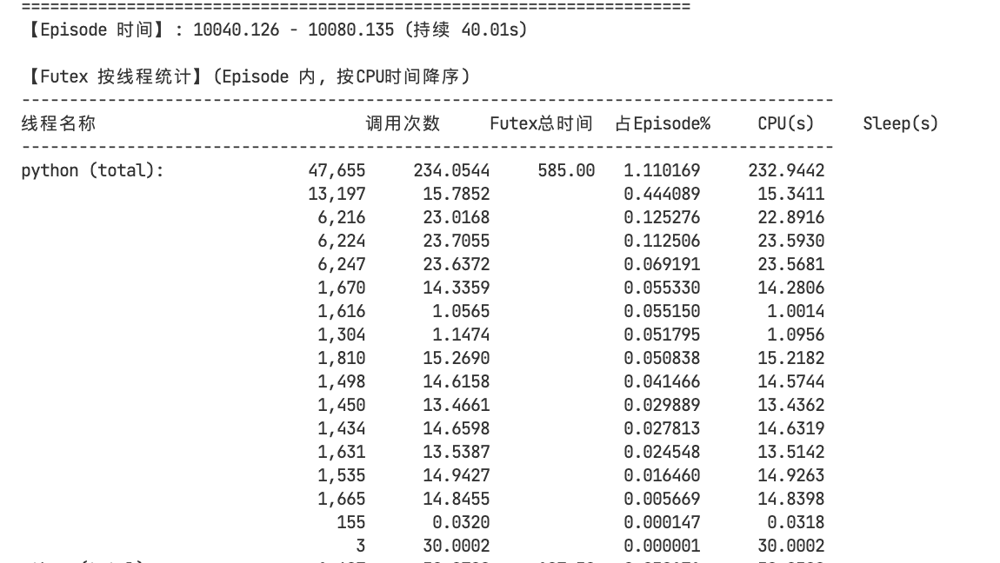 ======================================================================
【Episode 时间】: 10040.126 - 10080.135 (持续 40.01s)
【Futex 按线程统计】(Episode 内, 按CPU时间降序)
-------------------------------------------------------------------------------------
线程名称 调用次数 Futex总时间 占Episode% CPU(s) Sleep(s)
-------------------------------------------------------------------------------------
python (total): 47,655 234.0544 585.00 1.110169 232.9442
13,197 15.7852 0.444089 15.3411
6,216 23.0168 0.125276 22.8916
6,224 23.7055 0.112506 23.5930
6,247 23.6372 0.069191 23.5681
1,670 14.3359 0.055330 14.2806
1,616 1.0565 0.055150 1.0014
1,304 1.1474 0.051795 1.0956
1,810 15.2690 0.050838 15.2182
1,498 14.6158 0.041466 14.5744
1,450 13.4661 0.029889 13.4362
1,434 14.6598 0.027813 14.6319
1,631 13.5387 0.024548 13.5142
1,535 14.9427 0.016460 14.9263
1,665 14.8455 0.005669 14.8398
155 0.0320 0.000147 0.0318
3 30.0002 0.000001 30.0002